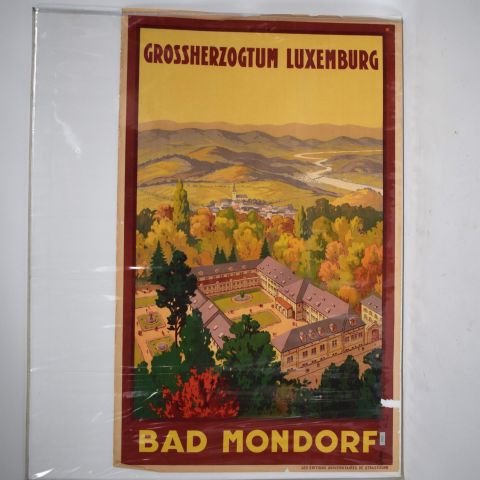 GROSSHERZOGTUM LUXEMBURG
BAD MONDORF
LES EDITIONS UNIVERSITAIRES DE STRASBOURG